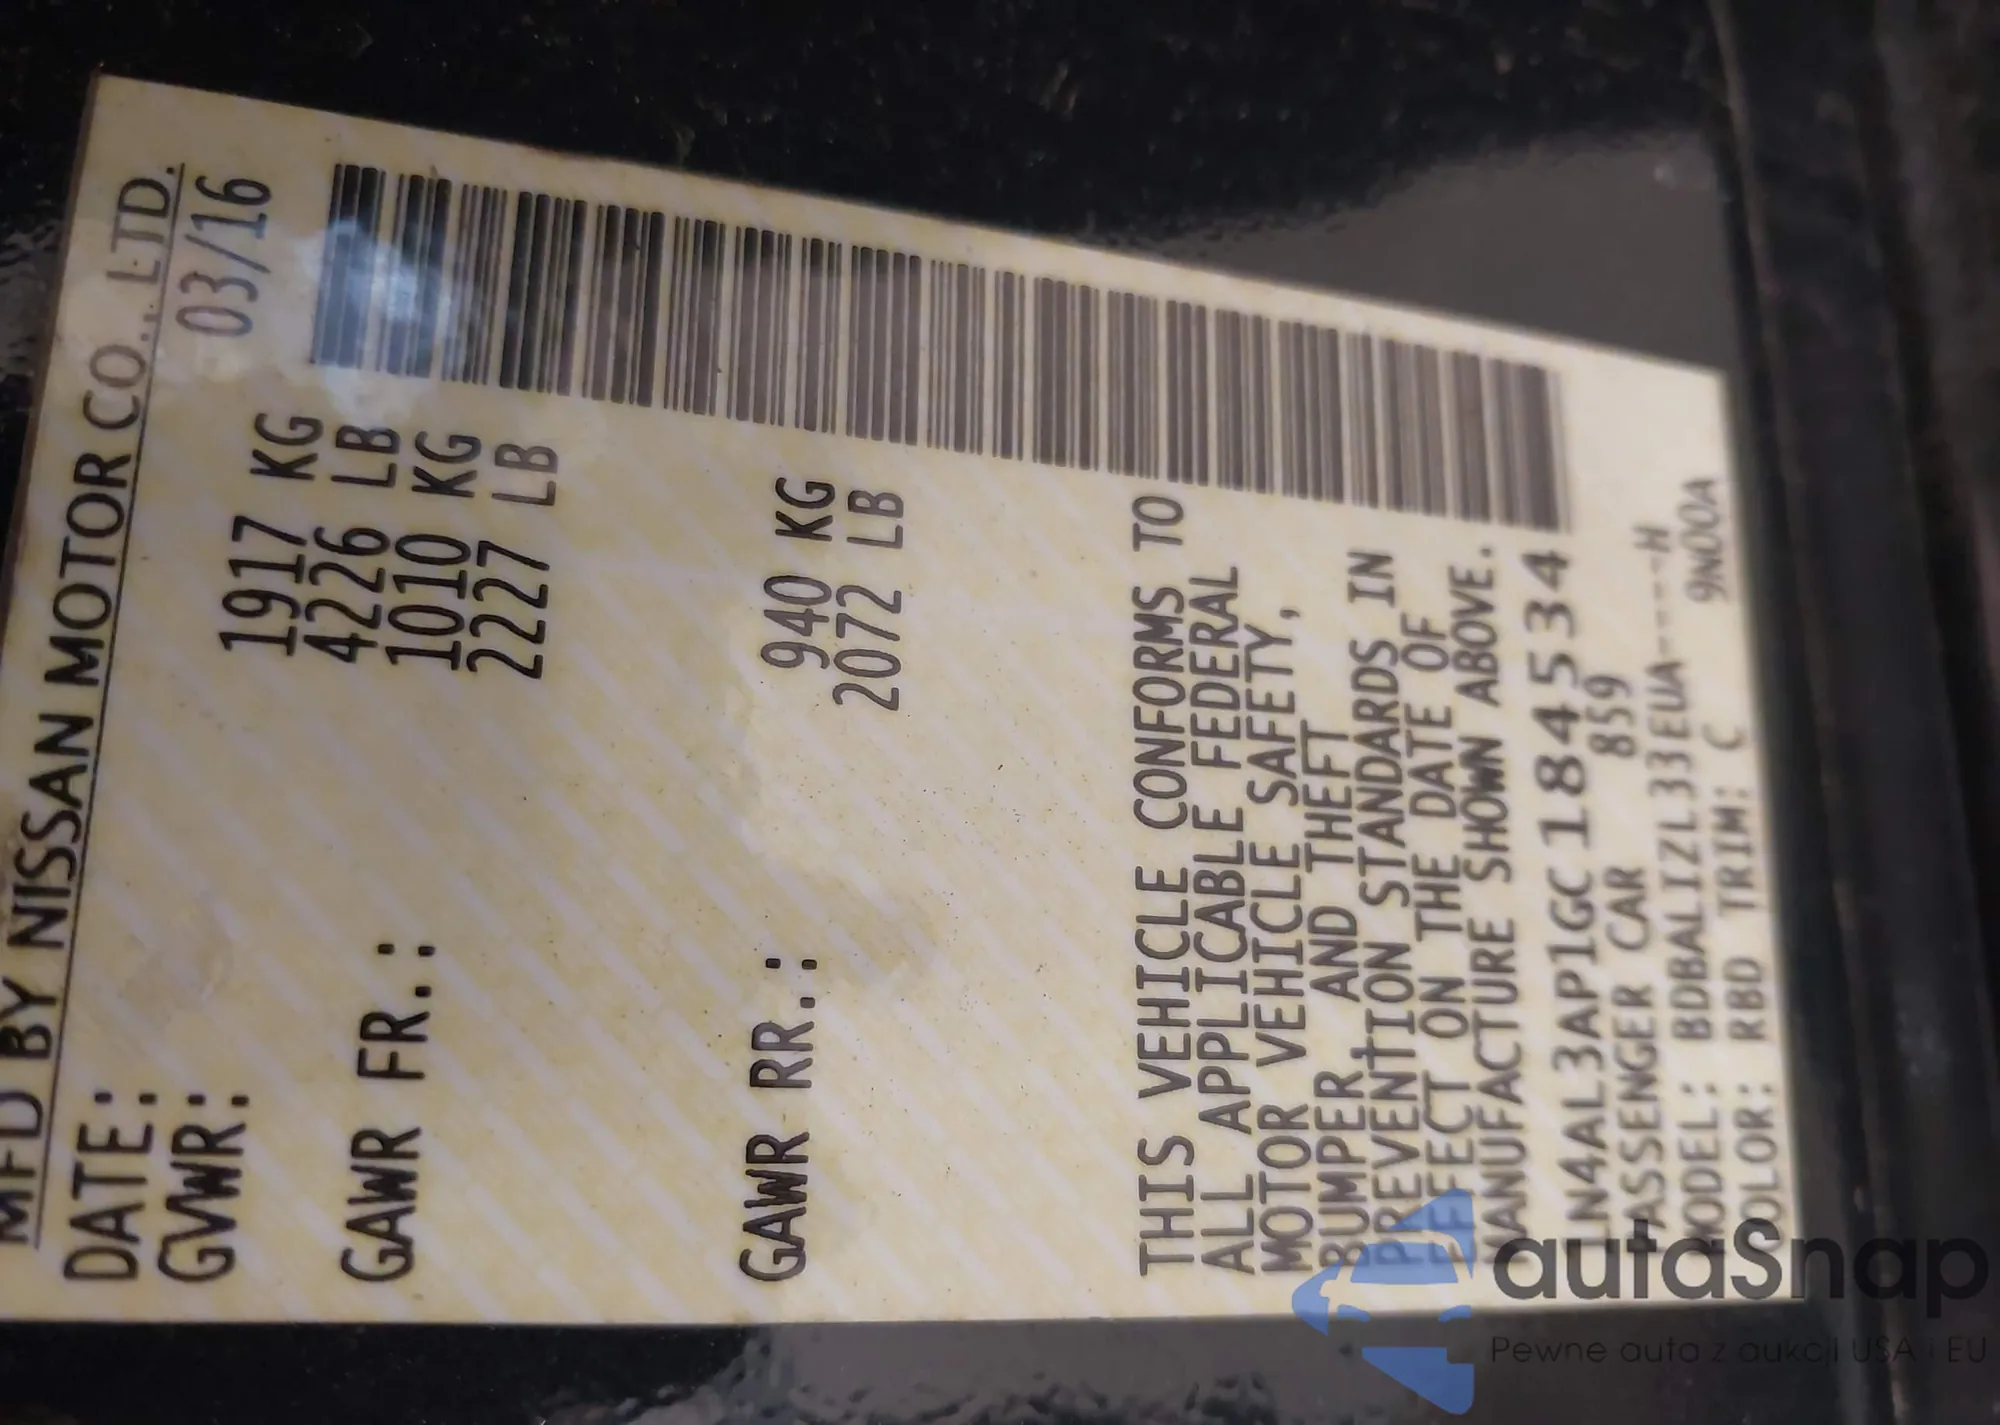 MFD BY NISSAN MOTOR CO., LTD.
DATE: 03/16
GVWR: 1917 KG
4226 LB
GAWR FR.: 1010 KG
2227 LB
GAWR RR.: 940 KG
2072 LB
THIS VEHICLE CONFORMS TO
ALL APPLICABLE FEDERAL
MOTOR VEHICLE SAFETY,
BUMPER, AND THEFT
PREVENTION STANDARDS IN
EFFECT ON THE DATE OF
MANUFACTURE SHOWN ABOVE.
1N4AL3AP1GC184534
PASSENGER CAR 859
MODEL: BDBALIZL33EUA----H
COLOR: RBD TRIM: C 9N00A
autaSnap
Pewne auta z aukcji USA i EU